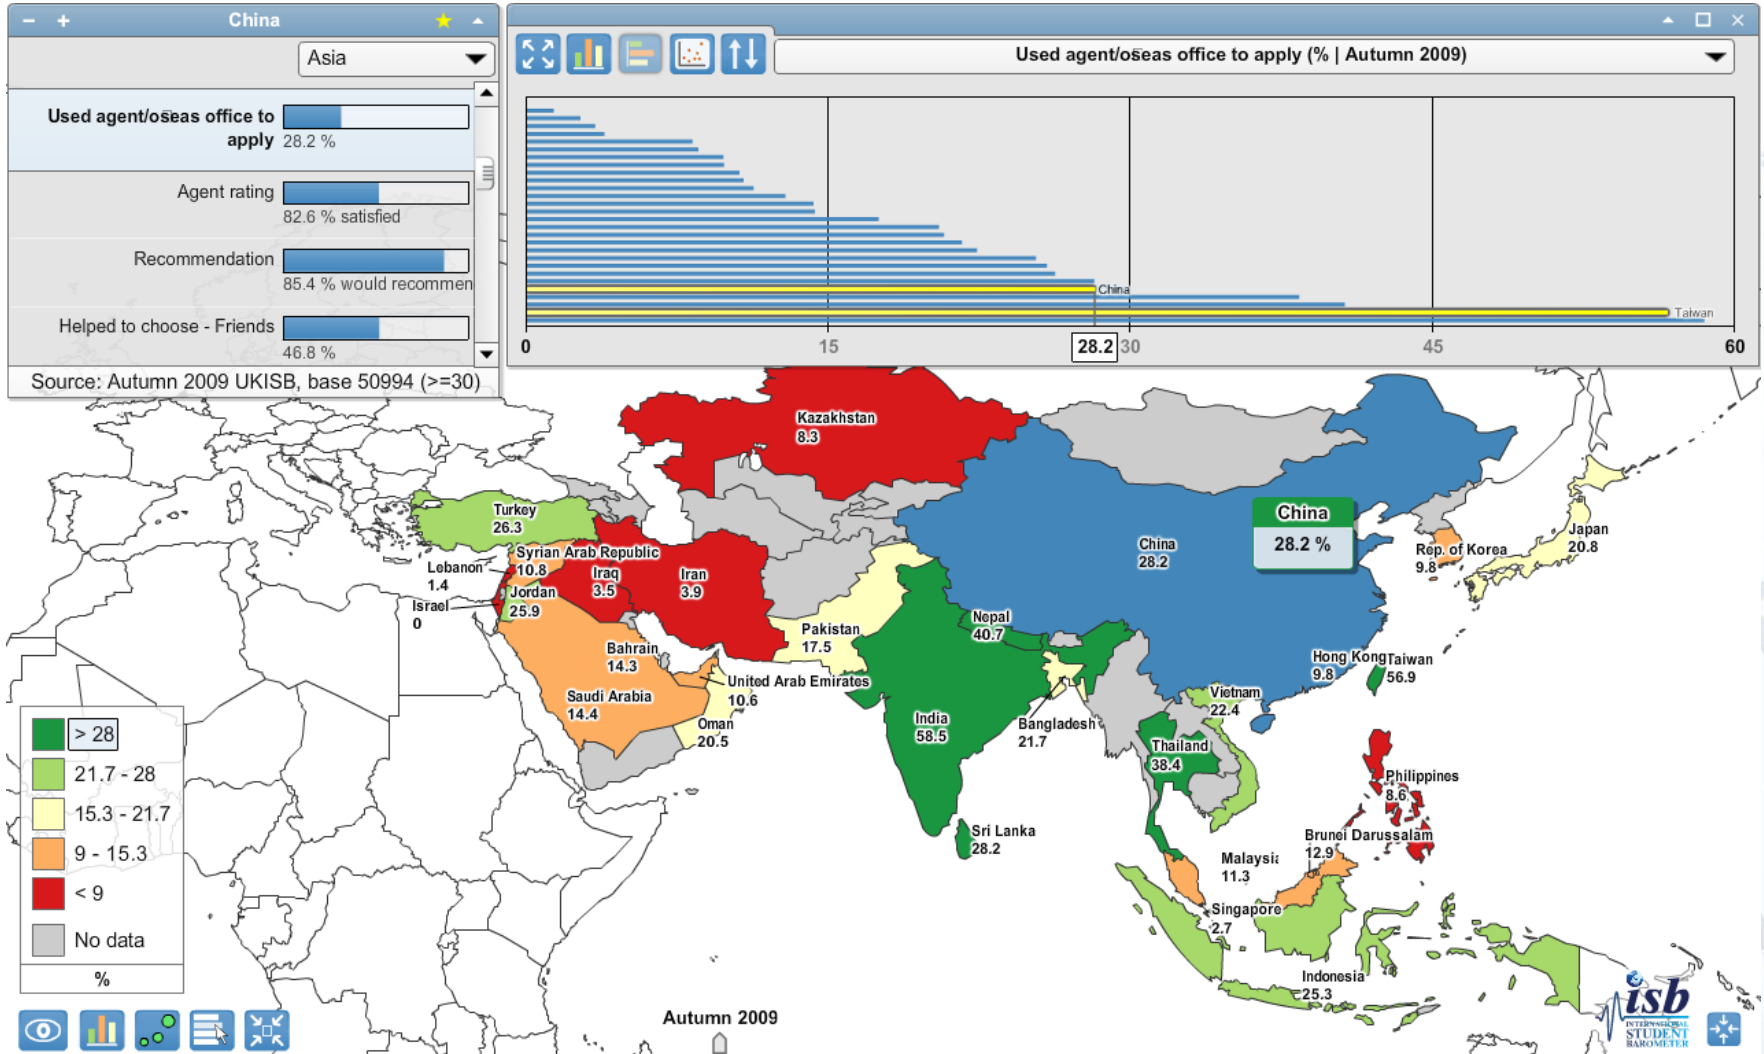 China
Asia
Used agent/oseas office to
apply
28.2 %
Agent rating
82.6 % satisfied
Recommendation
85.4 % would recommen
Helped to choose - Friends
46.8 %
Source: Autumn 2009 UKISB, base 50994 (>=30)
Used agent/oseas office to apply (% | Autumn 2009)
China
Taiwan
0
15
28.2
30
45
60
Kazakhstan
8.3
Turkey
26.3
Syrian Arab Republic
10.8
Lebanon
1.4
Iraq
3.5
Iran
3.9
Israel
0
Jordan
25.9
China
28.2
China
28.2 %
Japan
20.8
Rep. of Korea
9.8
Pakistan
17.5
Nepal
40.7
Bahrain
14.3
Saudi Arabia
14.4
United Arab Emirates
10.6
Oman
20.5
India
58.5
Bangladesh
21.7
Hong Kong
9.8
Taiwan
56.9
Vietnam
22.4
Thailand
38.4
Philippines
8.6
Sri Lanka
28.2
Brunei Darussalam
12.9
Malaysia
11.3
Singapore
2.7
Indonesia
25.3
> 28
21.7 - 28
15.3 - 21.7
9 - 15.3
< 9
No data
%
Autumn 2009
isb
INTERNATIONAL
STUDENT
BAROMETER